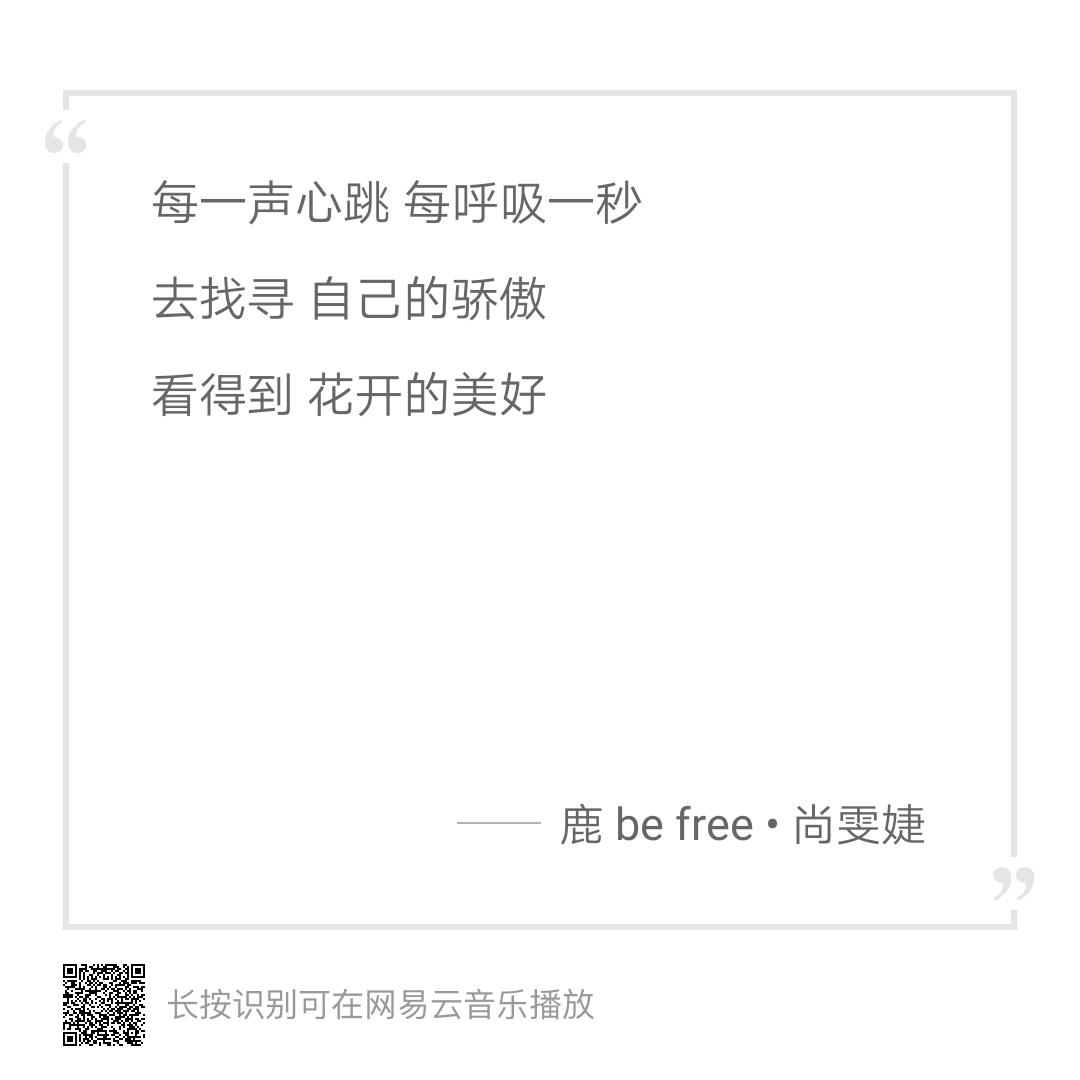 “
每一声心跳 每呼吸一秒
去找寻 自己的骄傲
看得到 花开的美好
—— 鹿 be free • 尚雯婕
”
长按识别可在网易云音乐播放